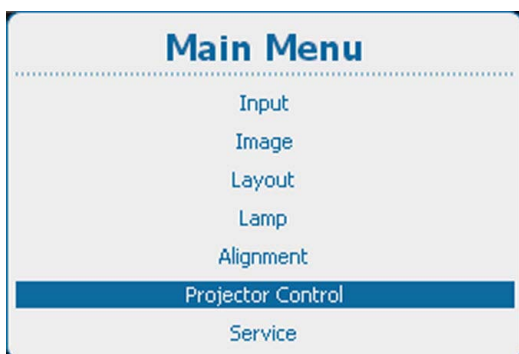 Main Menu
Input
Image
Layout
Lamp
Alignment
Projector Control
Service